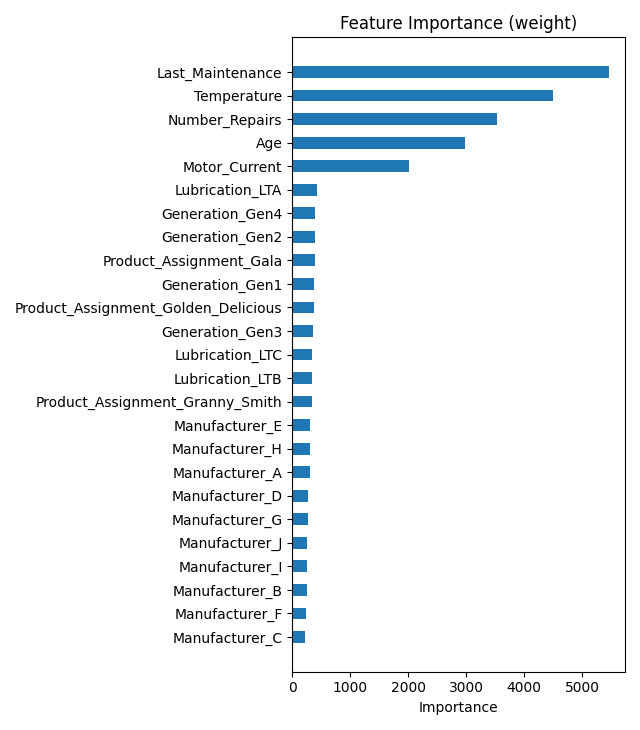 Feature Importance (weight)
Last_Maintenance
Temperature
Number_Repairs
Age
Motor_Current
Lubrication_LTA
Generation_Gen4
Generation_Gen2
Product_Assignment_Gala
Generation_Gen1
Product_Assignment_Golden_Delicious
Generation_Gen3
Lubrication_LTC
Lubrication_LTB
Product_Assignment_Granny_Smith
Manufacturer_E
Manufacturer_H
Manufacturer_A
Manufacturer_D
Manufacturer_G
Manufacturer_J
Manufacturer_I
Manufacturer_B
Manufacturer_F
Manufacturer_C
0 1000 2000 3000 4000 5000
Importance